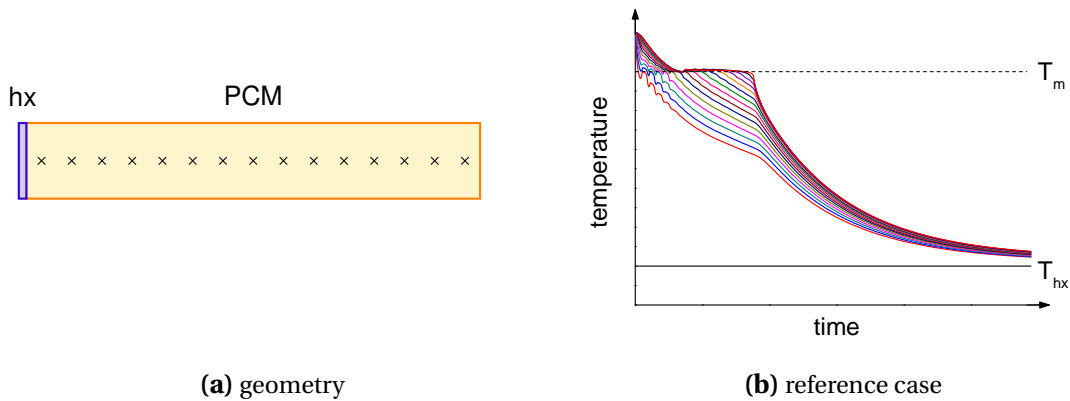 hx
PCM
(a) geometry
temperature
T_m
T_hx
time
(b) reference case